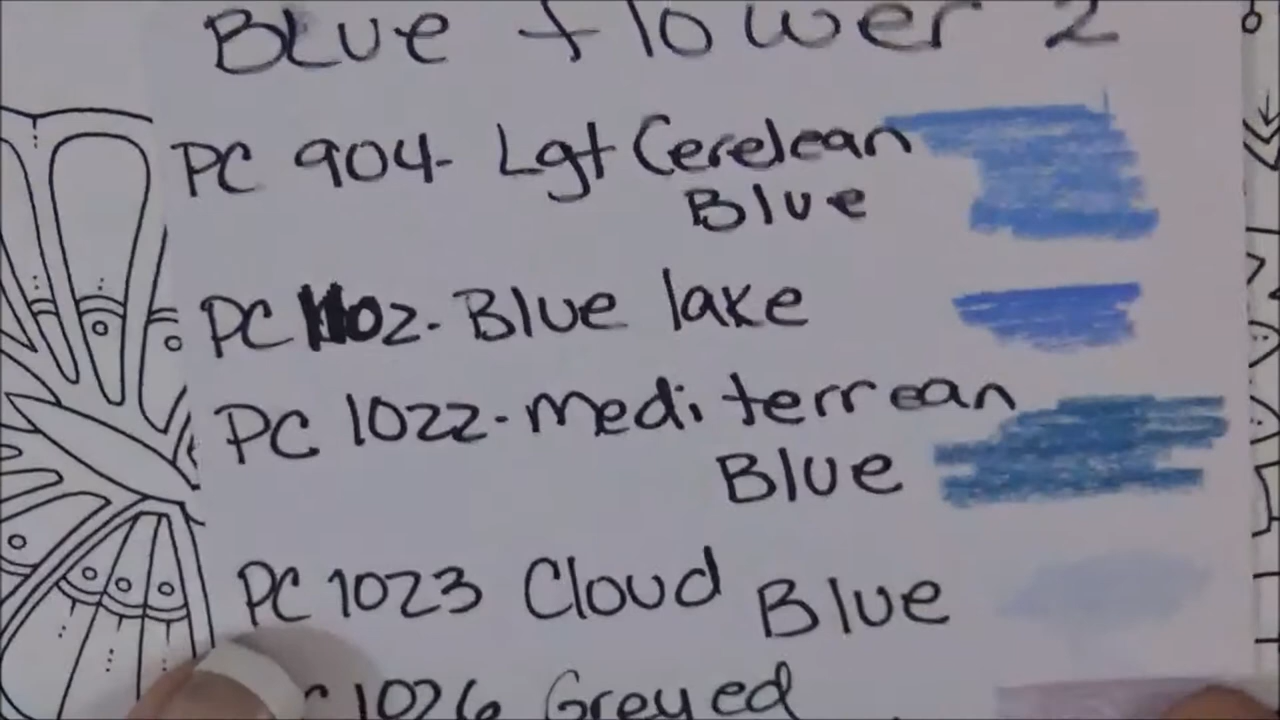 Blue flower 2
PC 904- Lgt Cerelean
Blue
PC 1102- Blue lake
PC 1022- mediterrean
Blue
PC 1023 Cloud Blue
C 1026 Greyed